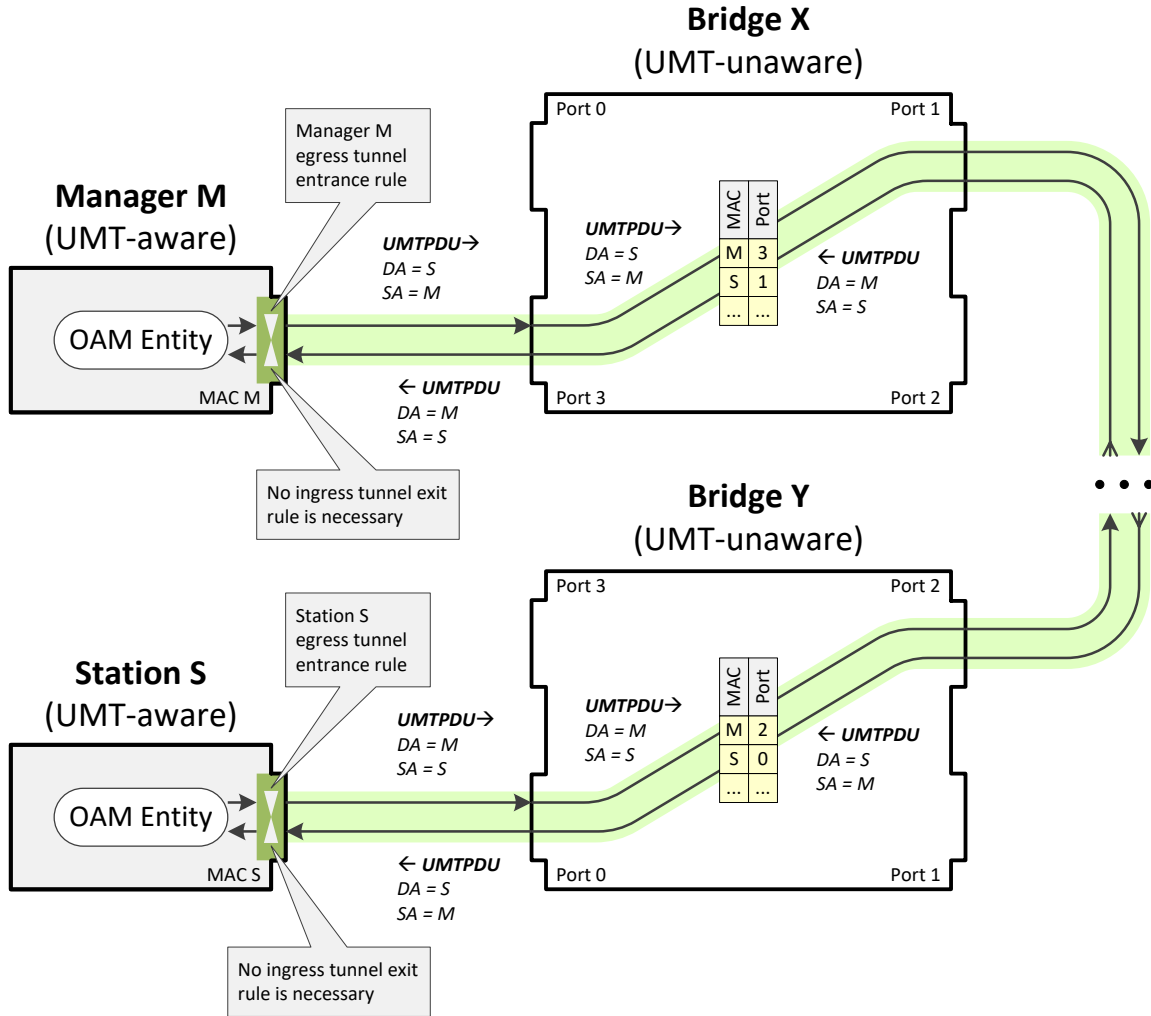 Bridge X
(UMT-unaware)
Port 0
Port 1
Manager M
egress tunnel
entrance rule
Manager M
(UMT-aware)
UMTPDU→
DA = S
SA = M
UMTPDU→
DA = S
SA = M
MAC
Port
M 3
S 1
... ...
← UMTPDU
DA = M
SA = S
OAM Entity
MAC M
← UMTPDU
DA = M
SA = S
Port 3
Port 2
No ingress tunnel exit
rule is necessary
• • •
Bridge Y
(UMT-unaware)
Port 3
Port 2
Station S
egress tunnel
entrance rule
Station S
(UMT-aware)
UMTPDU→
DA = M
SA = S
UMTPDU→
DA = M
SA = S
MAC
Port
M 2
S 0
... ...
← UMTPDU
DA = S
SA = M
OAM Entity
MAC S
← UMTPDU
DA = S
SA = M
Port 0
Port 1
No ingress tunnel exit
rule is necessary